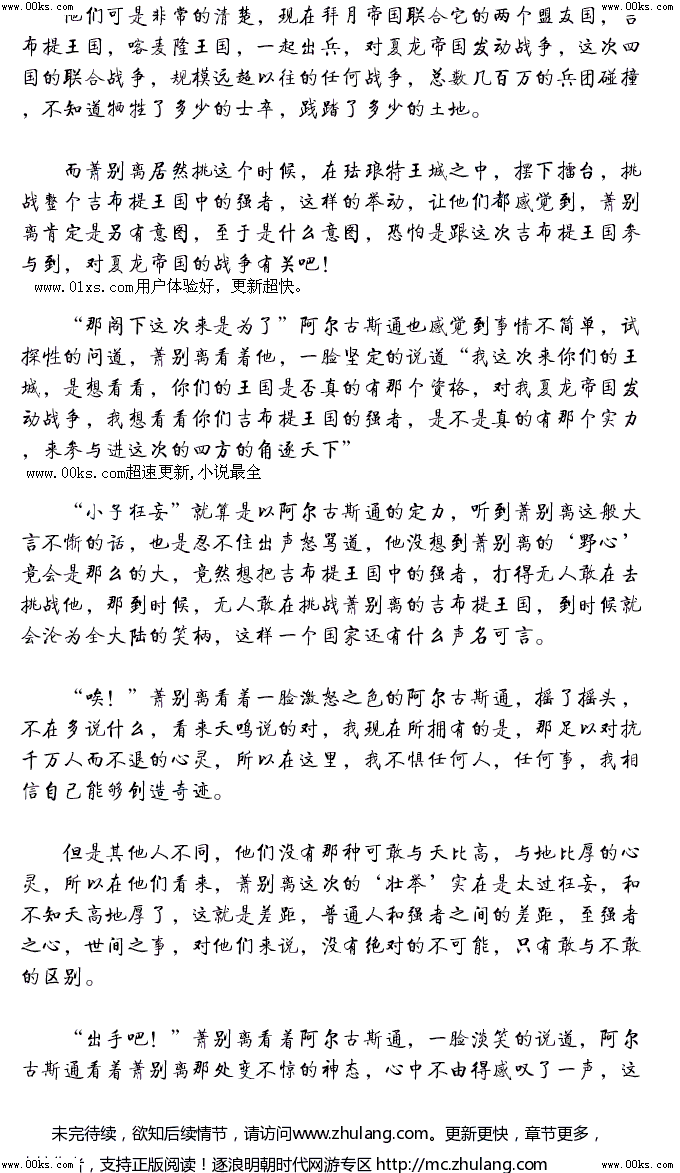 www.00ks.com www.00ks.com
他们可是非常的清楚，现在拜月帝国联合它的两个盟友国，吉
布提王国，喀麦隆王国，一起出兵，对夏龙帝国发动战争，这次四
国的联合战争，规模远超以往的任何战争，总数几百万的兵团碰撞
，不知道牺牲了多少的士卒，践踏了多少的土地。
而萧别离居然挑这个时候，在珐琅特王城之中，摆下擂台，挑
战整个吉布提王国中的强者，这样的举动，让他们都感觉到，萧别
离肯定是另有意图，至于是什么意图，恐怕是跟这次吉布提王国参
与到，对夏龙帝国的战争有关吧！
www.01xs.com用户体验好，更新超快。
“那阁下这次来是为了”阿尔古斯通也感觉到事情不简单，试
探性的问道，萧别离看着他，一脸坚定的说道“我这次来你们的王
城，是想看看，你们的王国是否真的有那个资格，对我夏龙帝国发
动战争，我想看看你们吉布提王国的强者，是不是真的有那个实力
，来参与进这次的四方的角逐天下”
www.00ks.com超速更新,小说最全
“小子狂妄”就算是以阿尔古斯通的定力，听到萧别离这般大
言不惭的话，也是忍不住出声怒骂道，他没想到萧别离的‘野心’
竟会是那么的大，竟然想把吉布提王国中的强者，打得无人敢在去
挑战他，那到时候，无人敢在挑战萧别离的吉布提王国，到时候就
会沦为全大陆的笑柄，这样一个国家还有什么声名可言。
“唉！”萧别离看着一脸激怒之色的阿尔古斯通，摇了摇头，
不在多说什么，看来天鸣说的对，我现在所拥有的是，那足以对抗
千万人而不退的心灵，所以在这里，我不惧任何人，任何事，我相
信自己能够创造奇迹。
但是其他人不同，他们没有那种可敢与天比高，与地比厚的心
灵，所以在他们看来，萧别离这次的‘壮举’实在是太过狂妄，和
不知天高地厚了，这就是差距，普通人和强者之间的差距，至强者
之心，世间之事，对他们来说，没有绝对的不可能，只有敢与不敢
的区别。
“出手吧！”萧别离看着阿尔古斯通，一脸淡笑的说道，阿尔
古斯通看着萧别离那处变不惊的神态，心中不由得感叹了一声，这
未完待续，欲知后续情节，请访问www.zhulang.com。更新更快，章节更多，
，支持正版阅读！逐浪明朝时代网游专区 http://mc.zhulang.com
www.00ks.com www.00ks.com